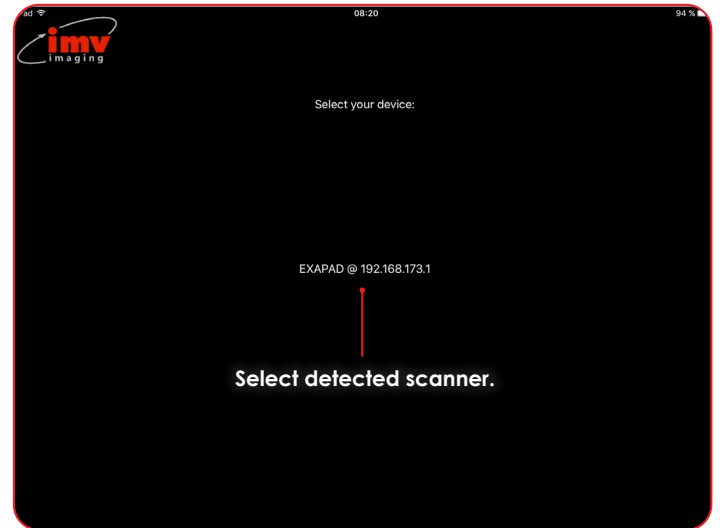 ad 08:20 94 %
imv
imaging
Select your device:
EXAPAD @ 192.168.173.1
Select detected scanner.